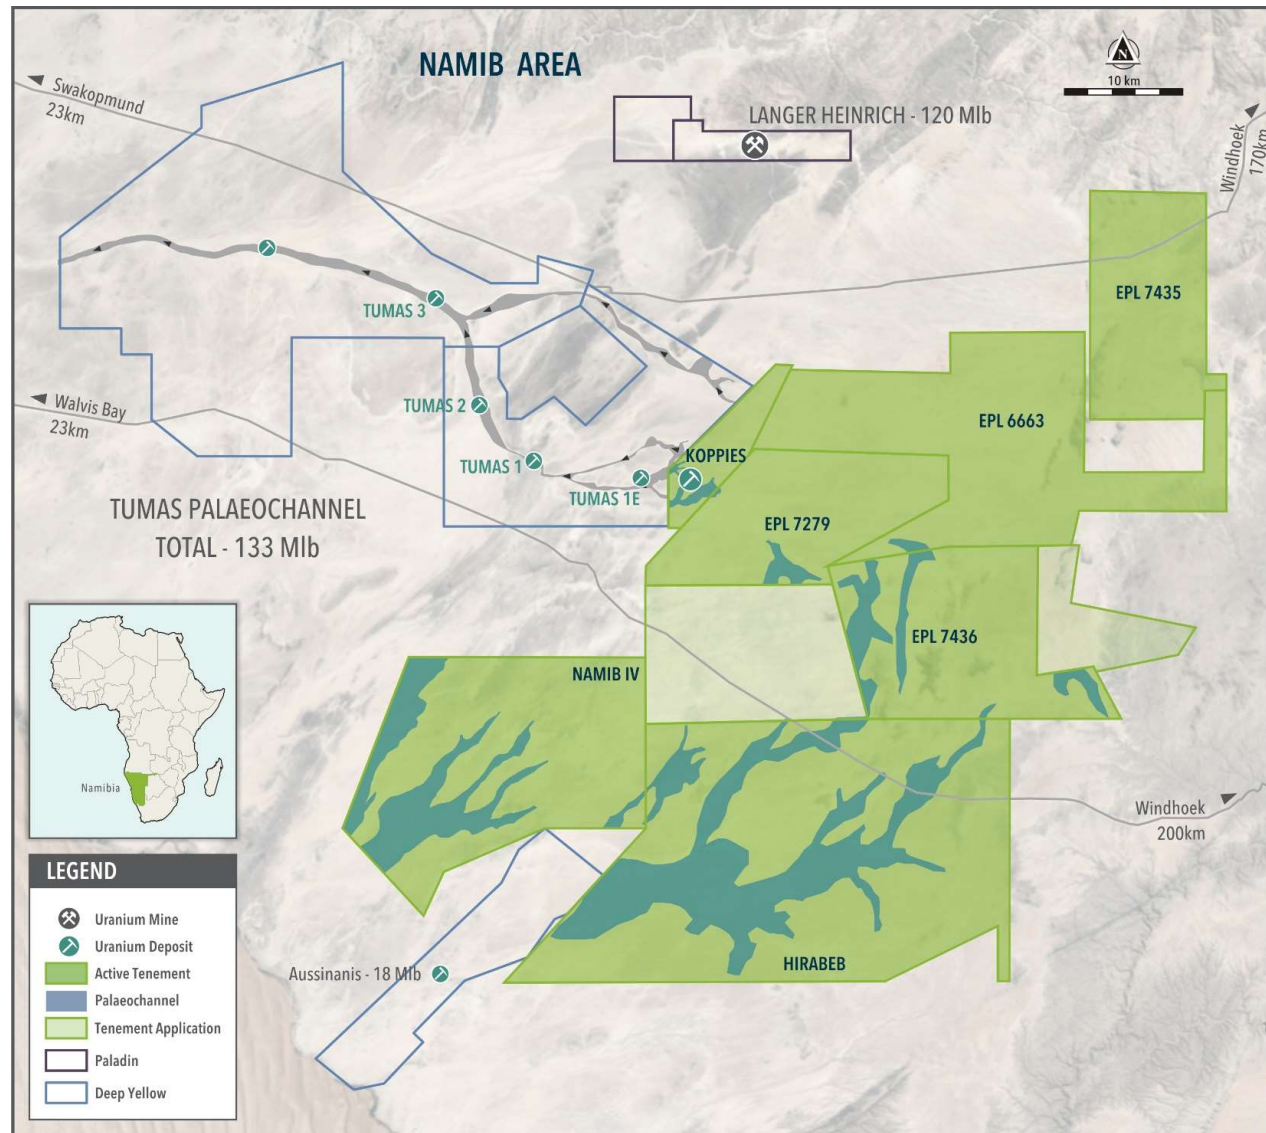 NAMIB AREA
N
10 km
Swakopmund
23km
LANGER HEINRICH - 120 Mlb
Windhoek
170km
EPL 7435
TUMAS 3
EPL 6663
Walvis Bay
23km
TUMAS 2
KOPPIES
TUMAS 1
TUMAS 1E
TUMAS PALAEOCHANNEL
TOTAL - 133 Mlb
EPL 7279
EPL 7436
NAMIB IV
Namibia
Windhoek
200km
HIRABEB
Aussinanis - 18 Mlb
LEGEND
Uranium Mine
Uranium Deposit
Active Tenement
Palaeochannel
Tenement Application
Paladin
Deep Yellow